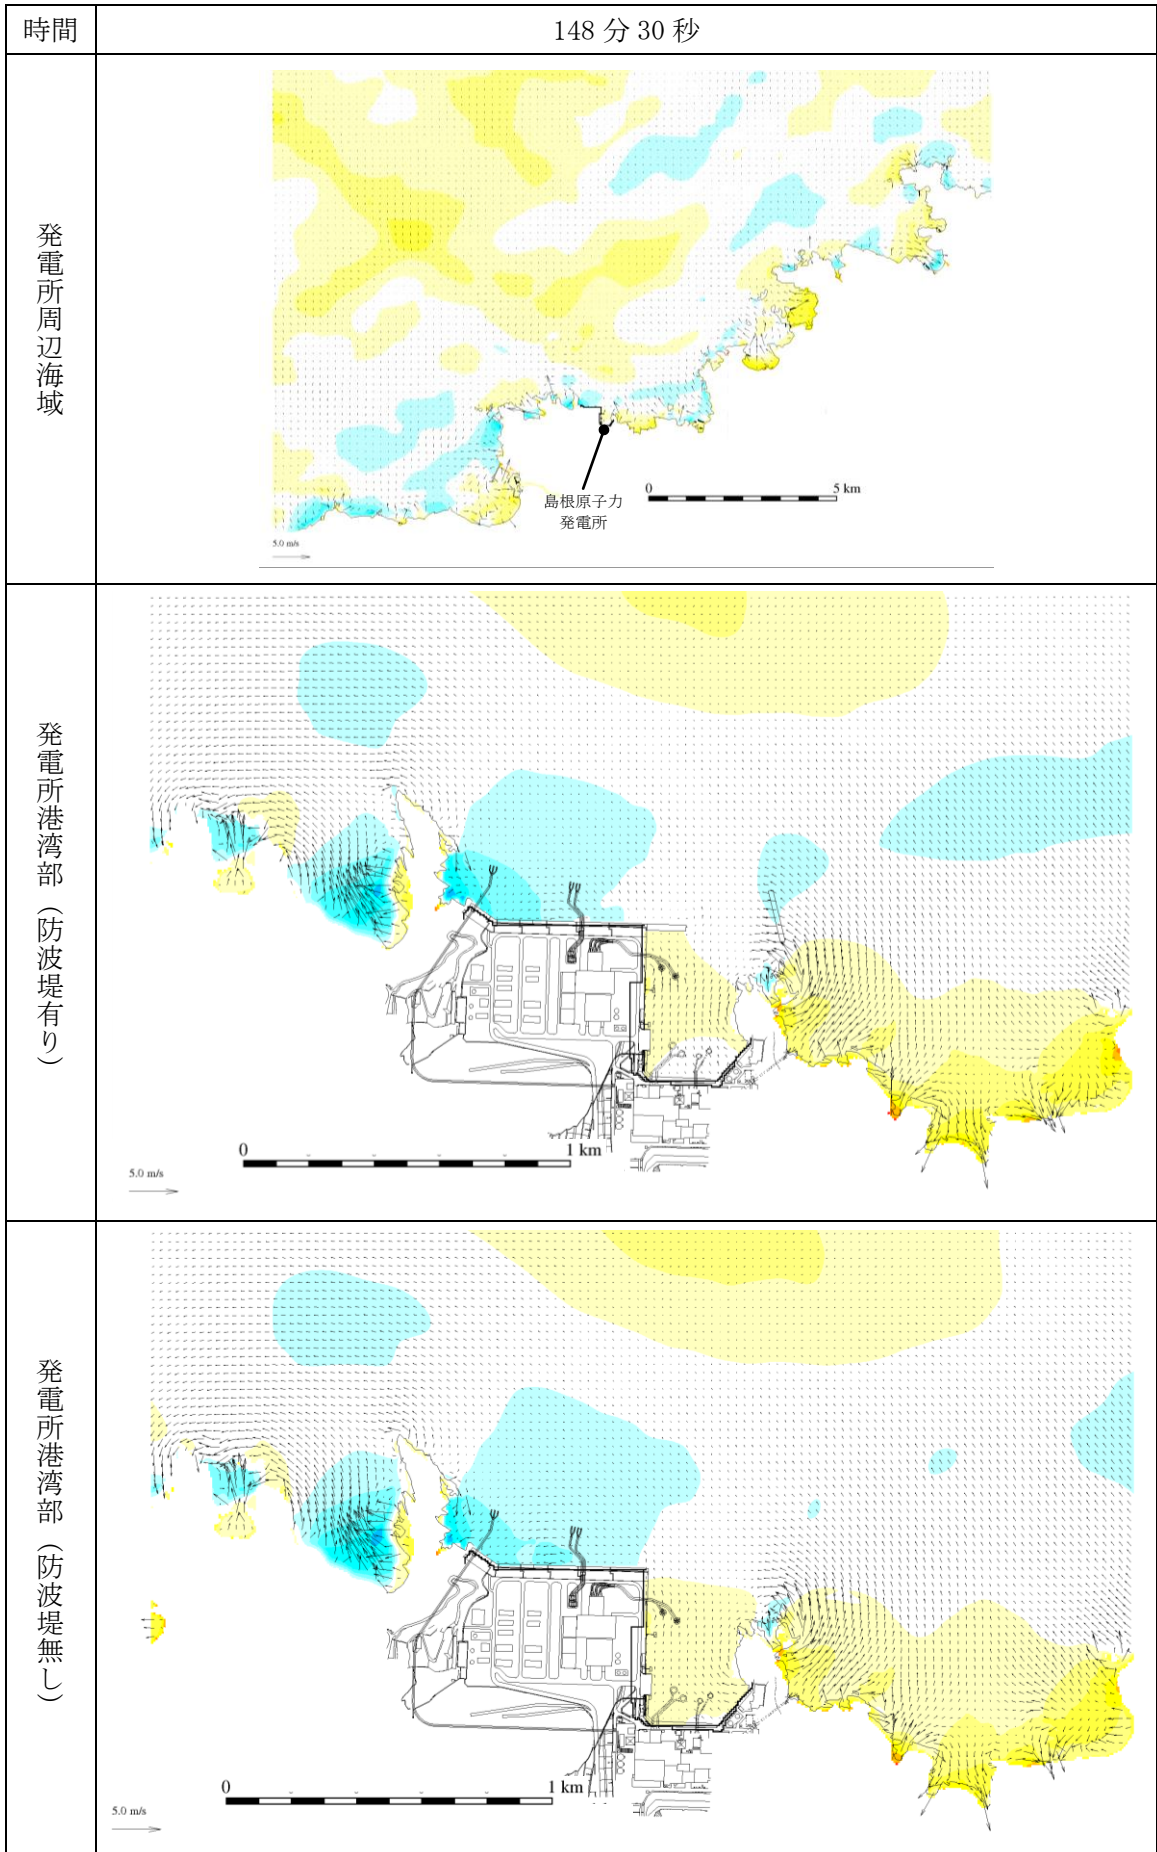 時間
148 分 30 秒
発電所周辺海域
島根原子力
発電所
0
5 km
5.0 m/s
発電所港湾部（防波堤有り）
0
1 km
5.0 m/s
発電所港湾部（防波堤無し）
0
1 km
5.0 m/s